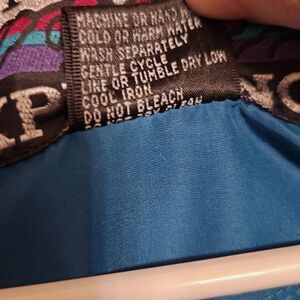 MACHINE OR HAND
COLD OR WARM WATER
WASH SEPARATELY
GENTLE CYCLE
LINE OR TUMBLE DRY LOW
COOL IRON
DO NOT BLEACH
XP